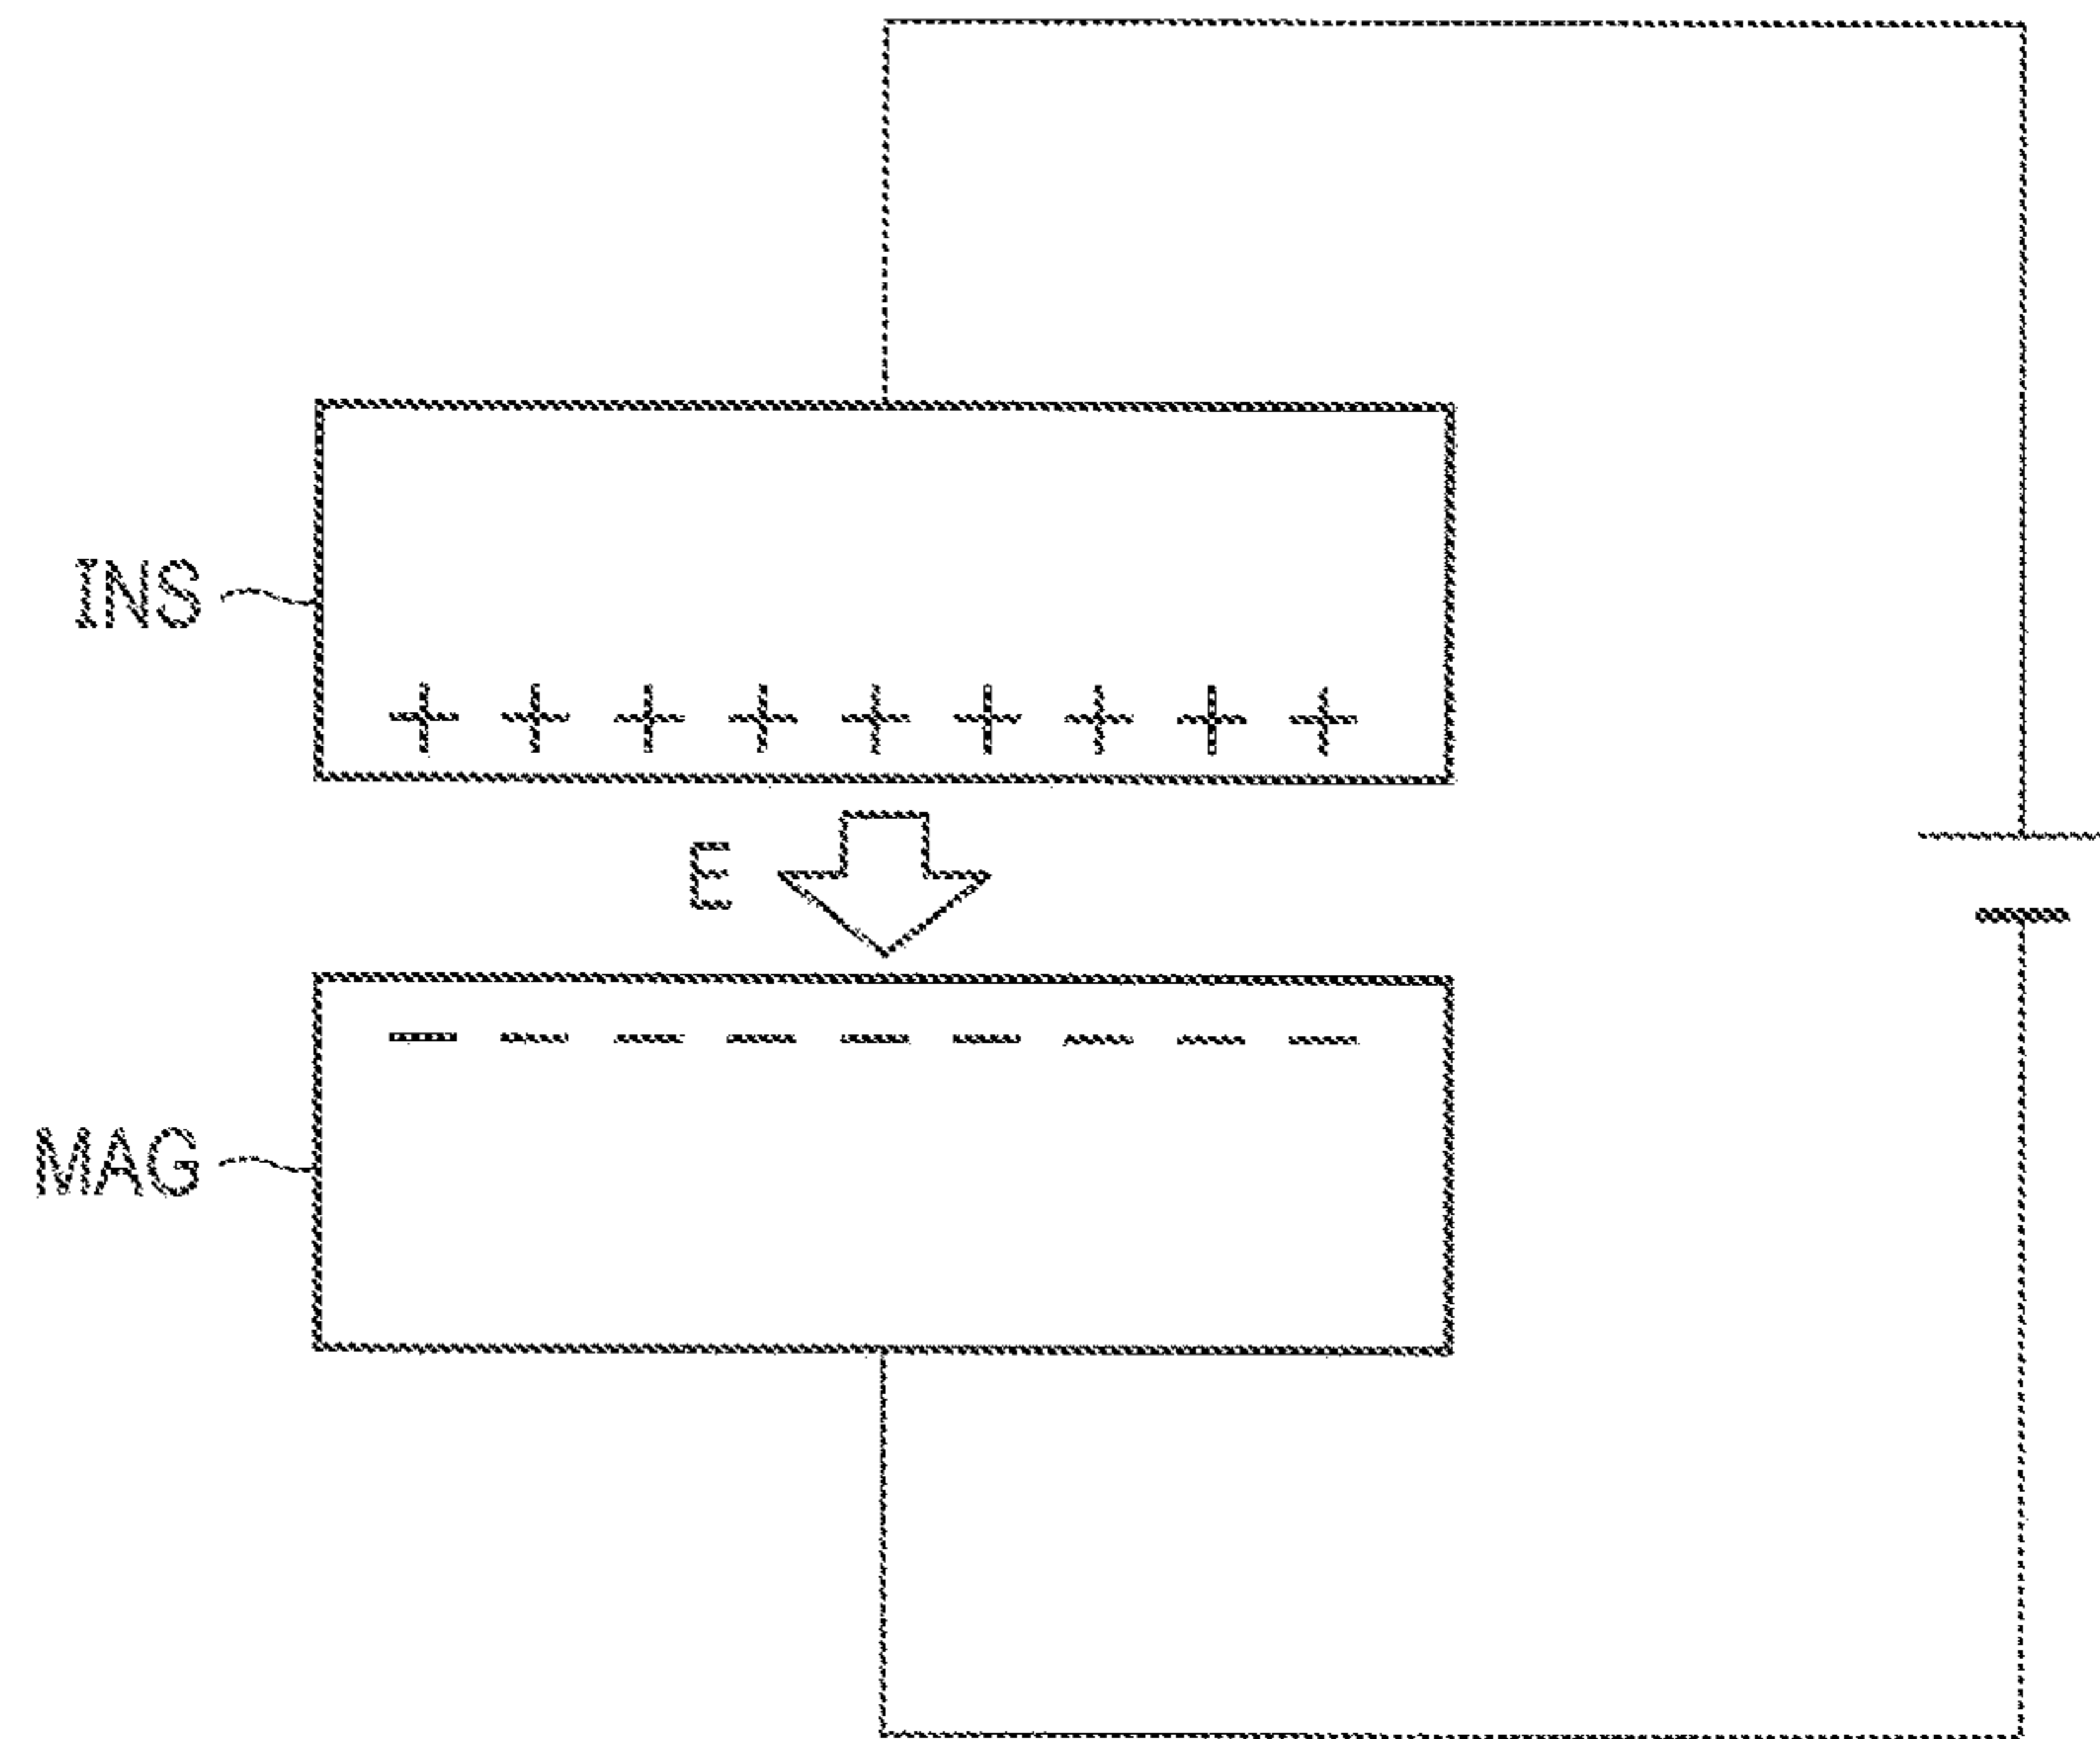 INS
+ + + + + + + + +
E
- - - - - - - - -
MAG